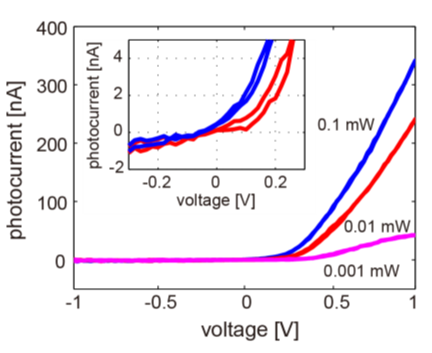 400
300
200
100
0
photocurrent [nA]
4
2
0
-2
photocurrent [nA]
-0.2 0 0.2
voltage [V]
0.1 mW
0.01 mW
0.001 mW
-1 -0.5 0 0.5 1
voltage [V]